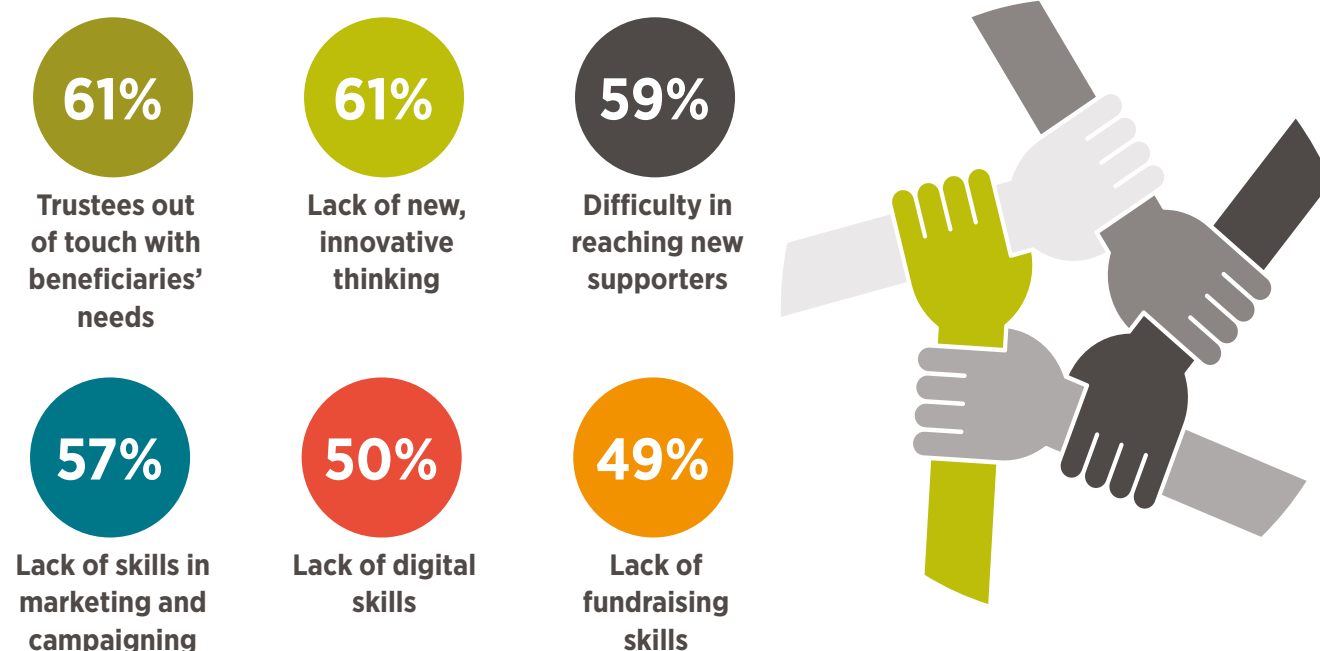 61%
Trustees out
of touch with
beneficiaries’
needs
61%
Lack of new,
innovative
thinking
59%
Difficulty in
reaching new
supporters
57%
Lack of skills in
marketing and
campaigning
50%
Lack of digital
skills
49%
Lack of
fundraising
skills